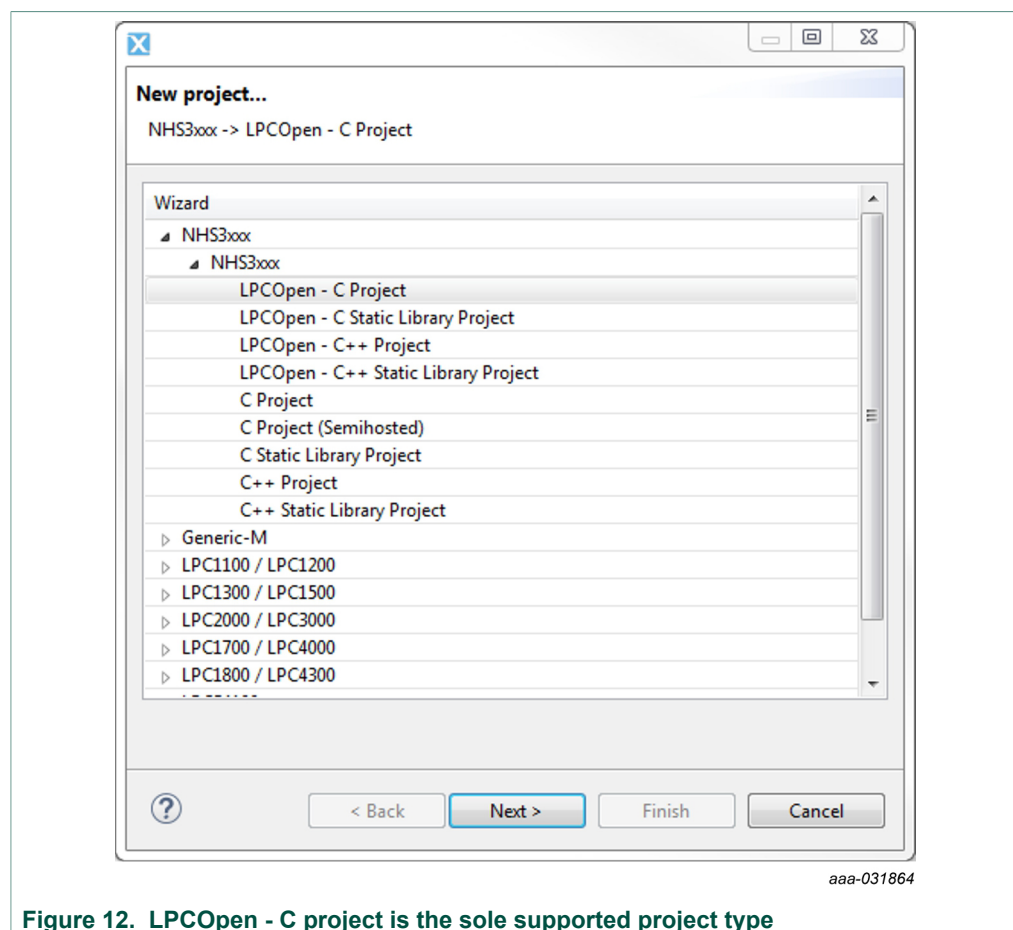 New project...
NHS3xxx -> LPCOpen - C Project
Wizard
NHS3xxx
NHS3xxx
LPCOpen - C Project
LPCOpen - C Static Library Project
LPCOpen - C++ Project
LPCOpen - C++ Static Library Project
C Project
C Project (Semihosted)
C Static Library Project
C++ Project
C++ Static Library Project
Generic-M
LPC1100 / LPC1200
LPC1300 / LPC1500
LPC2000 / LPC3000
LPC1700 / LPC4000
LPC1800 / LPC4300
< Back Next > Finish Cancel
aaa-031864
Figure 12. LPCOpen - C project is the sole supported project type